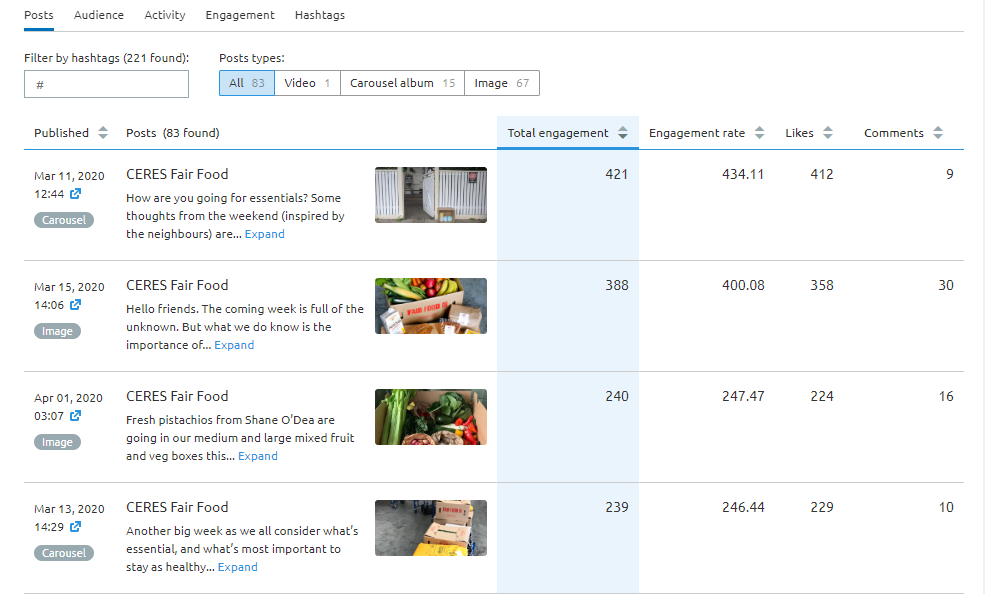 Posts Audience Activity Engagement Hashtags
Filter by hashtags (221 found): Posts types:
# All 83 Video 1 Carousel album 15 Image 67
Published Posts (83 found) Total engagement Engagement rate Likes Comments
Mar 11, 2020
12:44
Carousel
CERES Fair Food
How are you going for essentials? Some
thoughts from the weekend (inspired by
the neighbours) are... Expand
421 434.11 412 9
Mar 15, 2020
14:06
Image
CERES Fair Food
Hello friends. The coming week is full of the
unknown. But what we do know is the
importance of... Expand
FAIR FOOD
388 400.08 358 30
Apr 01, 2020
03:07
Image
CERES Fair Food
Fresh pistachios from Shane O'Dea are
going in our medium and large mixed fruit
and veg boxes this... Expand
240 247.47 224 16
Mar 13, 2020
14:29
Carousel
CERES Fair Food
Another big week as we all consider what's
essential, and what's most important to
stay as healthy... Expand
239 246.44 229 10